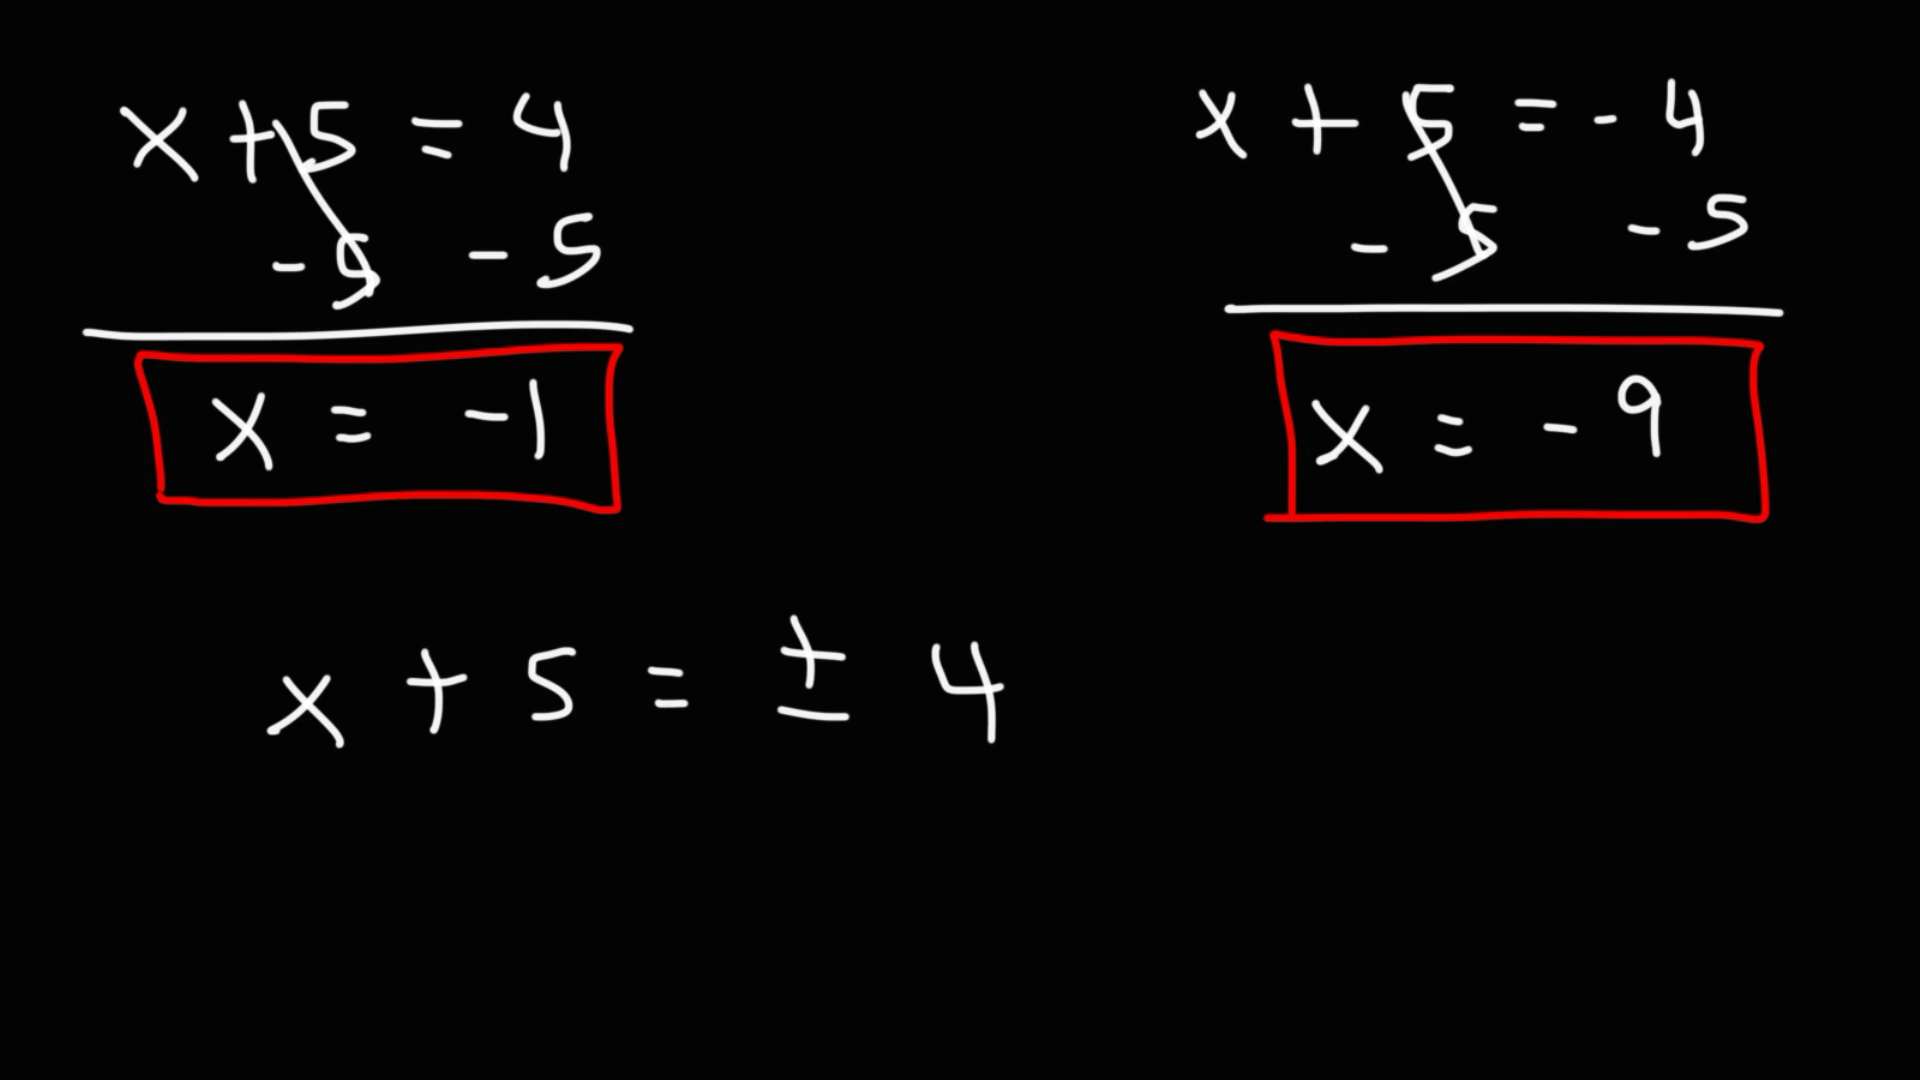 x + 5 = 4
- 5 - 5
x = -1
x + 5 = -4
- 5 - 5
x = -9
x + 5 = ± 4